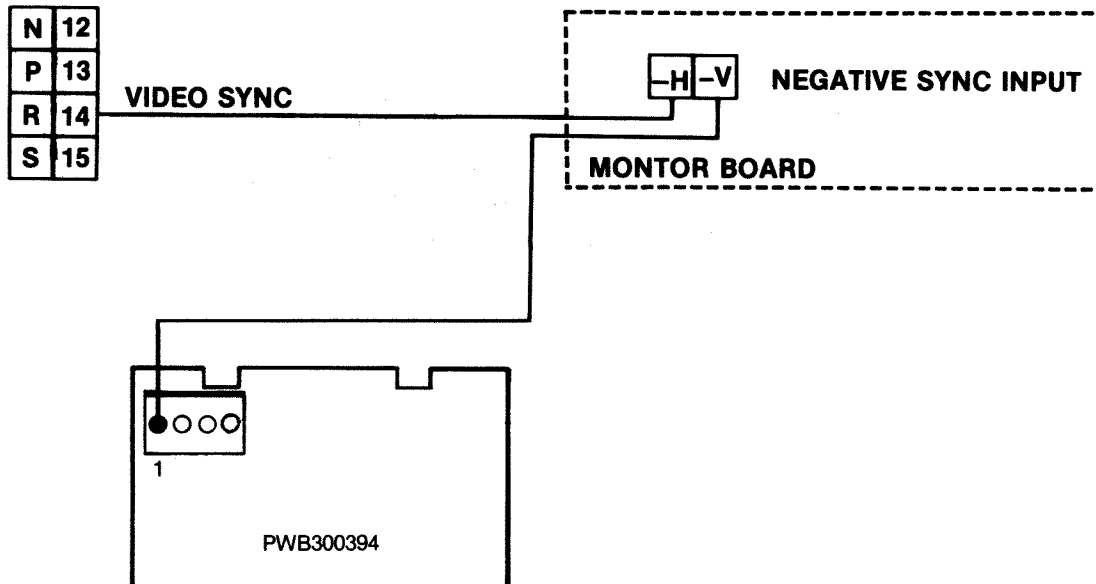 N 12
P 13
R 14
S 15
VIDEO SYNC
-H -V
NEGATIVE SYNC INPUT
MONTOR BOARD
1
PWB300394